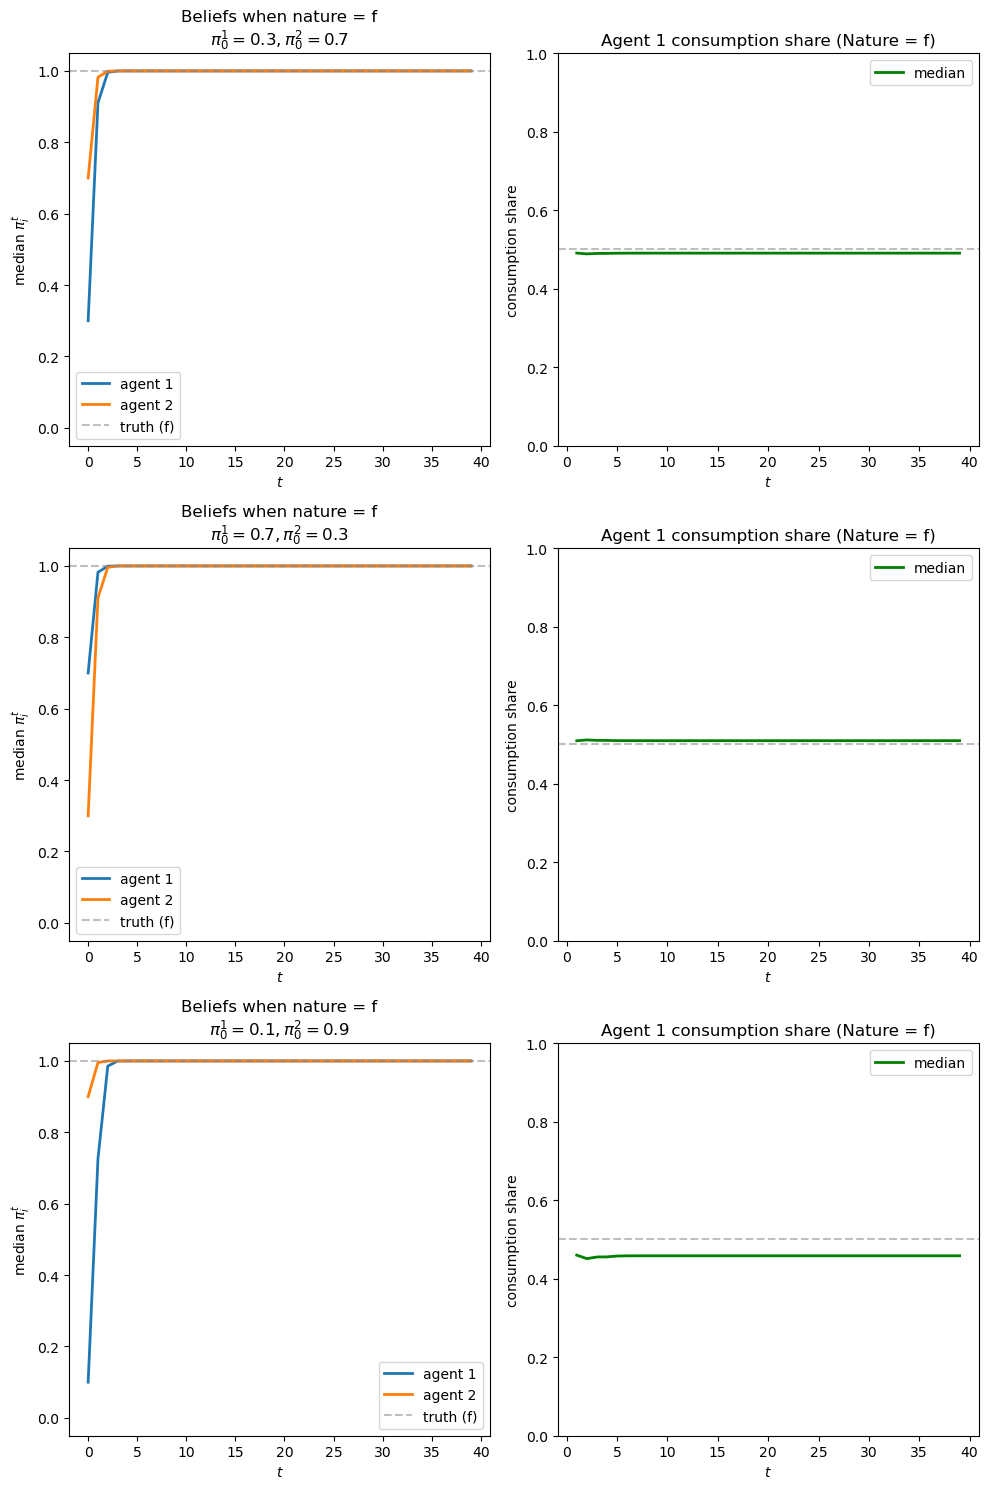 Beliefs when nature = f
π₀¹ = 0.3, π₀² = 0.7
median πᵢᵗ
1.0
0.8
0.6
0.4
0.2
0.0
agent 1
agent 2
truth (f)
0 5 10 15 20 25 30 35 40
t
Agent 1 consumption share (Nature = f)
consumption share
1.0
0.8
0.6
0.4
0.2
0.0
median
0 5 10 15 20 25 30 35 40
t
Beliefs when nature = f
π₀¹ = 0.7, π₀² = 0.3
median πᵢᵗ
1.0
0.8
0.6
0.4
0.2
0.0
agent 1
agent 2
truth (f)
0 5 10 15 20 25 30 35 40
t
Agent 1 consumption share (Nature = f)
consumption share
1.0
0.8
0.6
0.4
0.2
0.0
median
0 5 10 15 20 25 30 35 40
t
Beliefs when nature = f
π₀¹ = 0.1, π₀² = 0.9
median πᵢᵗ
1.0
0.8
0.6
0.4
0.2
0.0
agent 1
agent 2
truth (f)
0 5 10 15 20 25 30 35 40
t
Agent 1 consumption share (Nature = f)
consumption share
1.0
0.8
0.6
0.4
0.2
0.0
median
0 5 10 15 20 25 30 35 40
t